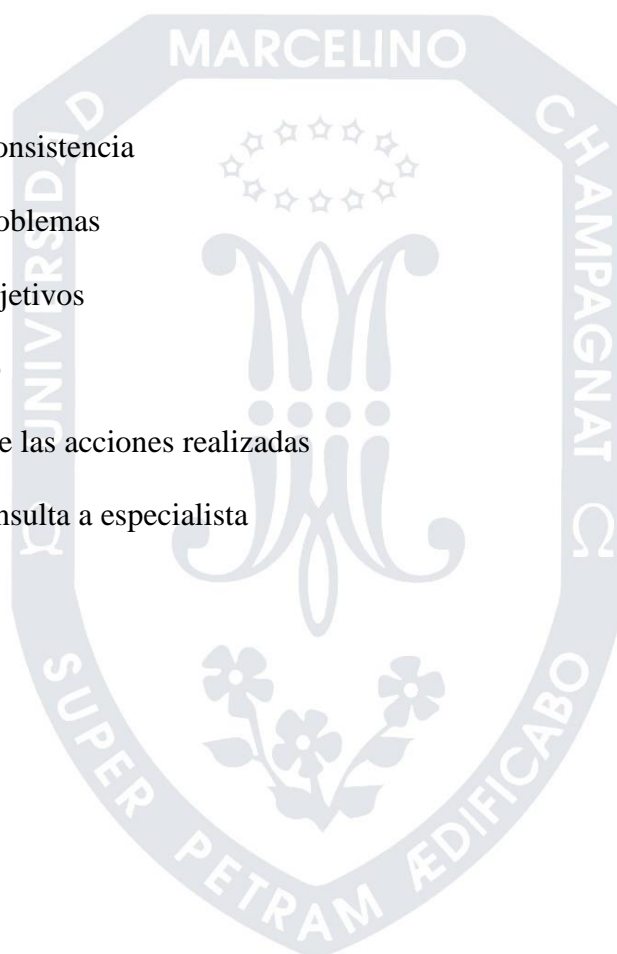 MARCELINO
CHAMPAGNAT
UNIVERSIDAD
onsistencia
oblemas
jetivos
e las acciones realizadas
nsulta a especialista
Ω
Ω
SUPER PETRAM ÆDIFICABO